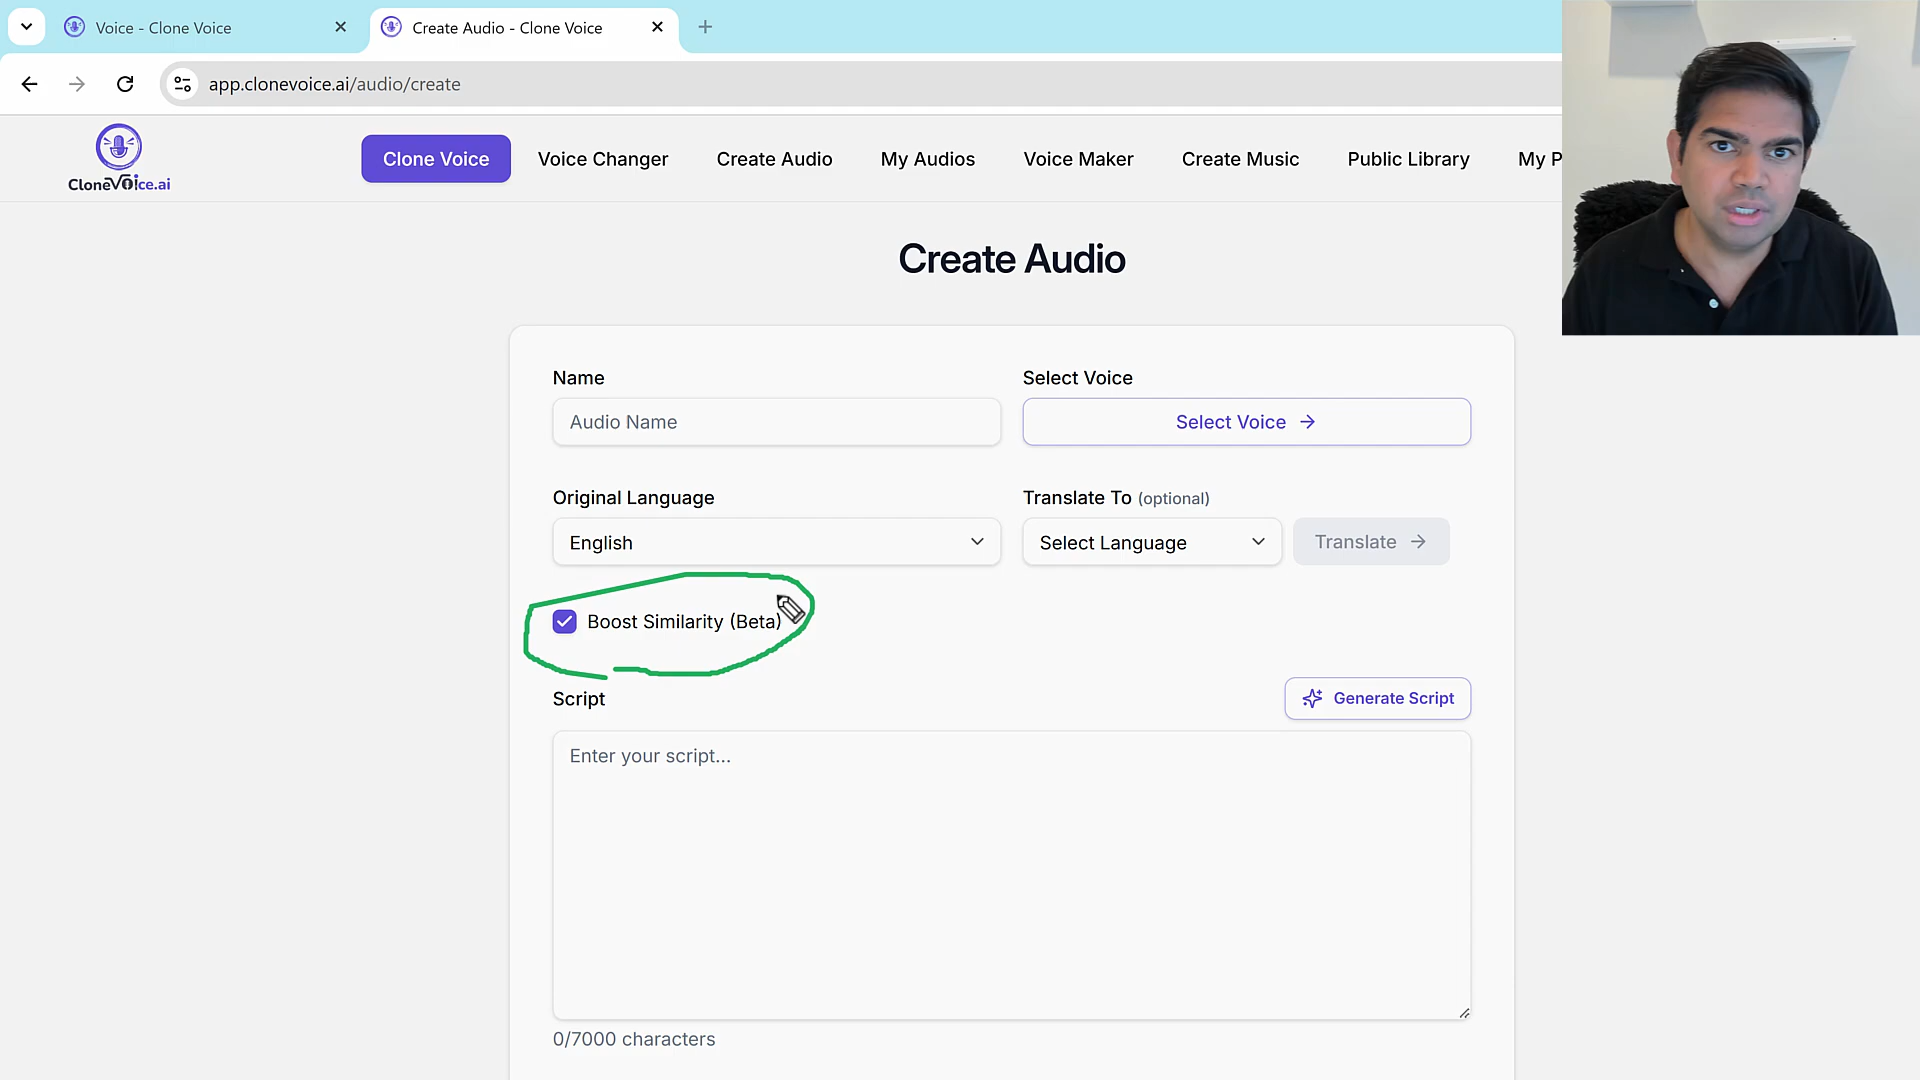 Voice - Clone Voice
Create Audio - Clone Voice
app.clonevoice.ai/audio/create
CloneVoice.ai
Clone Voice
Voice Changer
Create Audio
My Audios
Voice Maker
Create Music
Public Library
My P
Create Audio
Name
Select Voice
Audio Name
Select Voice
Original Language
Translate To (optional)
English
Select Language
Translate
Boost Similarity (Beta)
Script
Generate Script
Enter your script...
0/7000 characters